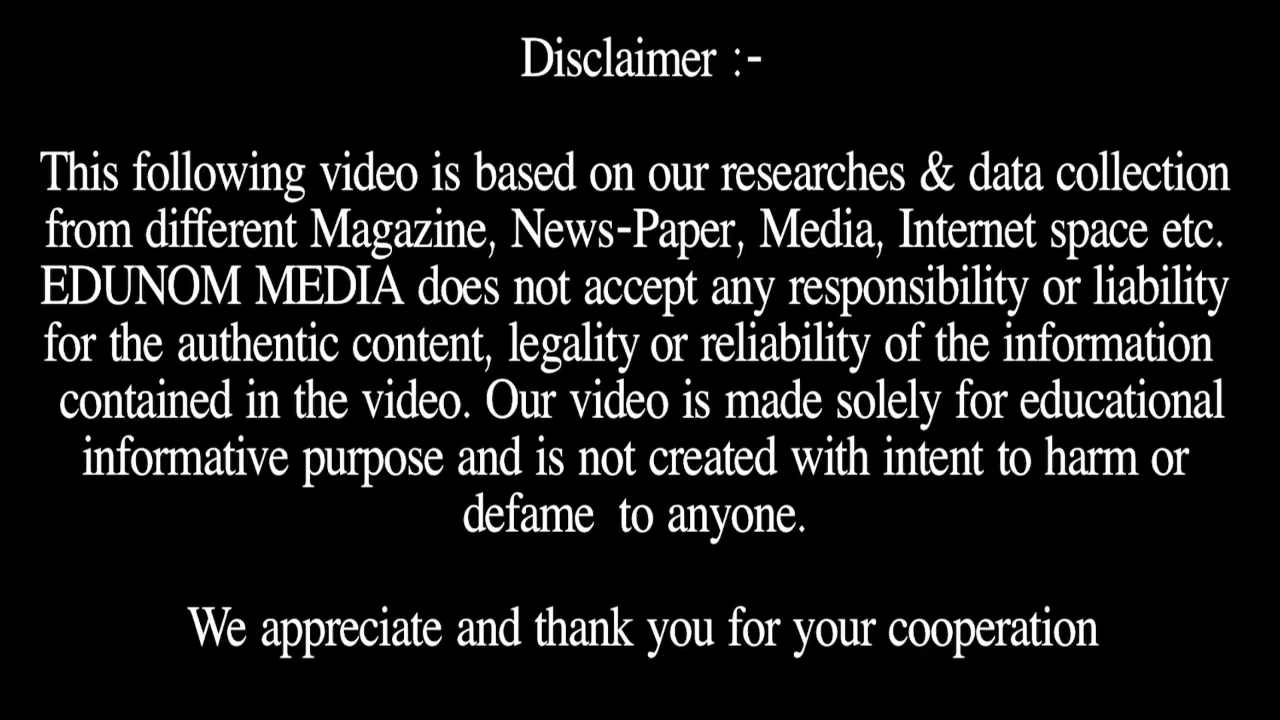 Disclaimer :-
This following video is based on our researches & data collection
from different Magazine, News-Paper, Media, Internet space etc.
EDUNOM MEDIA does not accept any responsibility or liability
for the authentic content, legality or reliability of the information
contained in the video. Our video is made solely for educational
informative purpose and is not created with intent to harm or
defame  to anyone.
We appreciate and thank you for your cooperation